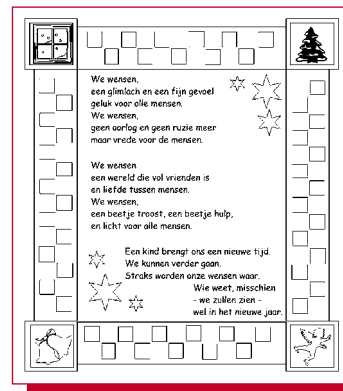 We wensen,
een glimlach en een fijn gevoel
geluk voor alle mensen.
We wensen,
geen oorlog en geen ruzie meer
maar vrede voor de mensen.
We wensen
een wereld die vol vrienden is
en liefde tussen mensen.
We wensen,
een beetje troost, een beetje hulp,
en licht voor alle mensen.
Een kind brengt ons een nieuwe tijd.
We kunnen verder gaan.
Straks worden onze wensen waar.
Wie weet, misschien
- we zullen zien -
wel in het nieuwe jaar.